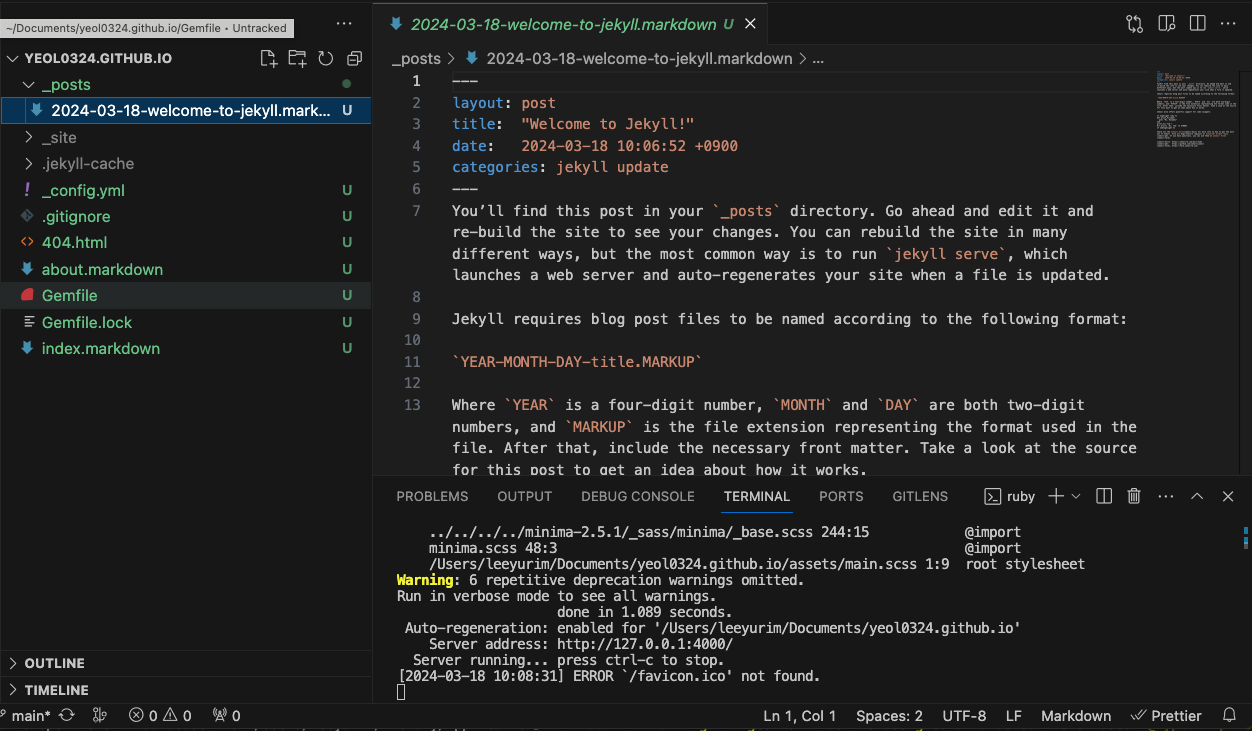 ~/Documents/yeol0324.github.io/Gemfile • Untracked
YEOL0324.GITHUB.IO
_posts
2024-03-18-welcome-to-jekyll.mark... U
_site
.jekyll-cache
_config.yml U
.gitignore U
404.html U
about.markdown U
Gemfile U
Gemfile.lock U
index.markdown U
OUTLINE
TIMELINE
2024-03-18-welcome-to-jekyll.markdown U
_posts > 2024-03-18-welcome-to-jekyll.markdown > ...
1 ---
2 layout: post
3 title: "Welcome to Jekyll!"
4 date: 2024-03-18 10:06:52 +0900
5 categories: jekyll update
6 ---
7 You’ll find this post in your `_posts` directory. Go ahead and edit it and
re-build the site to see your changes. You can rebuild the site in many
different ways, but the most common way is to run `jekyll serve`, which
launches a web server and auto-regenerates your site when a file is updated.
8
9 Jekyll requires blog post files to be named according to the following format:
10
11 `YEAR-MONTH-DAY-title.MARKUP`
12
13 Where `YEAR` is a four-digit number, `MONTH` and `DAY` are both two-digit
numbers, and `MARKUP` is the file extension representing the format used in the
file. After that, include the necessary front matter. Take a look at the source
for this post to get an idea about how it works.
PROBLEMS OUTPUT DEBUG CONSOLE TERMINAL PORTS GITLENS ruby
../../../../minima-2.5.1/_sass/minima/_base.scss 244:15 @import
minima.scss 48:3 @import
/Users/leeyurim/Documents/yeol0324.github.io/assets/main.scss 1:9 root stylesheet
Warning: 6 repetitive deprecation warnings omitted.
Run in verbose mode to see all warnings.
done in 1.089 seconds.
Auto-regeneration: enabled for '/Users/leeyurim/Documents/yeol0324.github.io'
Server address: http://127.0.0.1:4000/
Server running... press ctrl-c to stop.
[2024-03-18 10:08:31] ERROR `/favicon.ico' not found.
main* 0 0 0 Ln 1, Col 1 Spaces: 2 UTF-8 LF Markdown Prettier